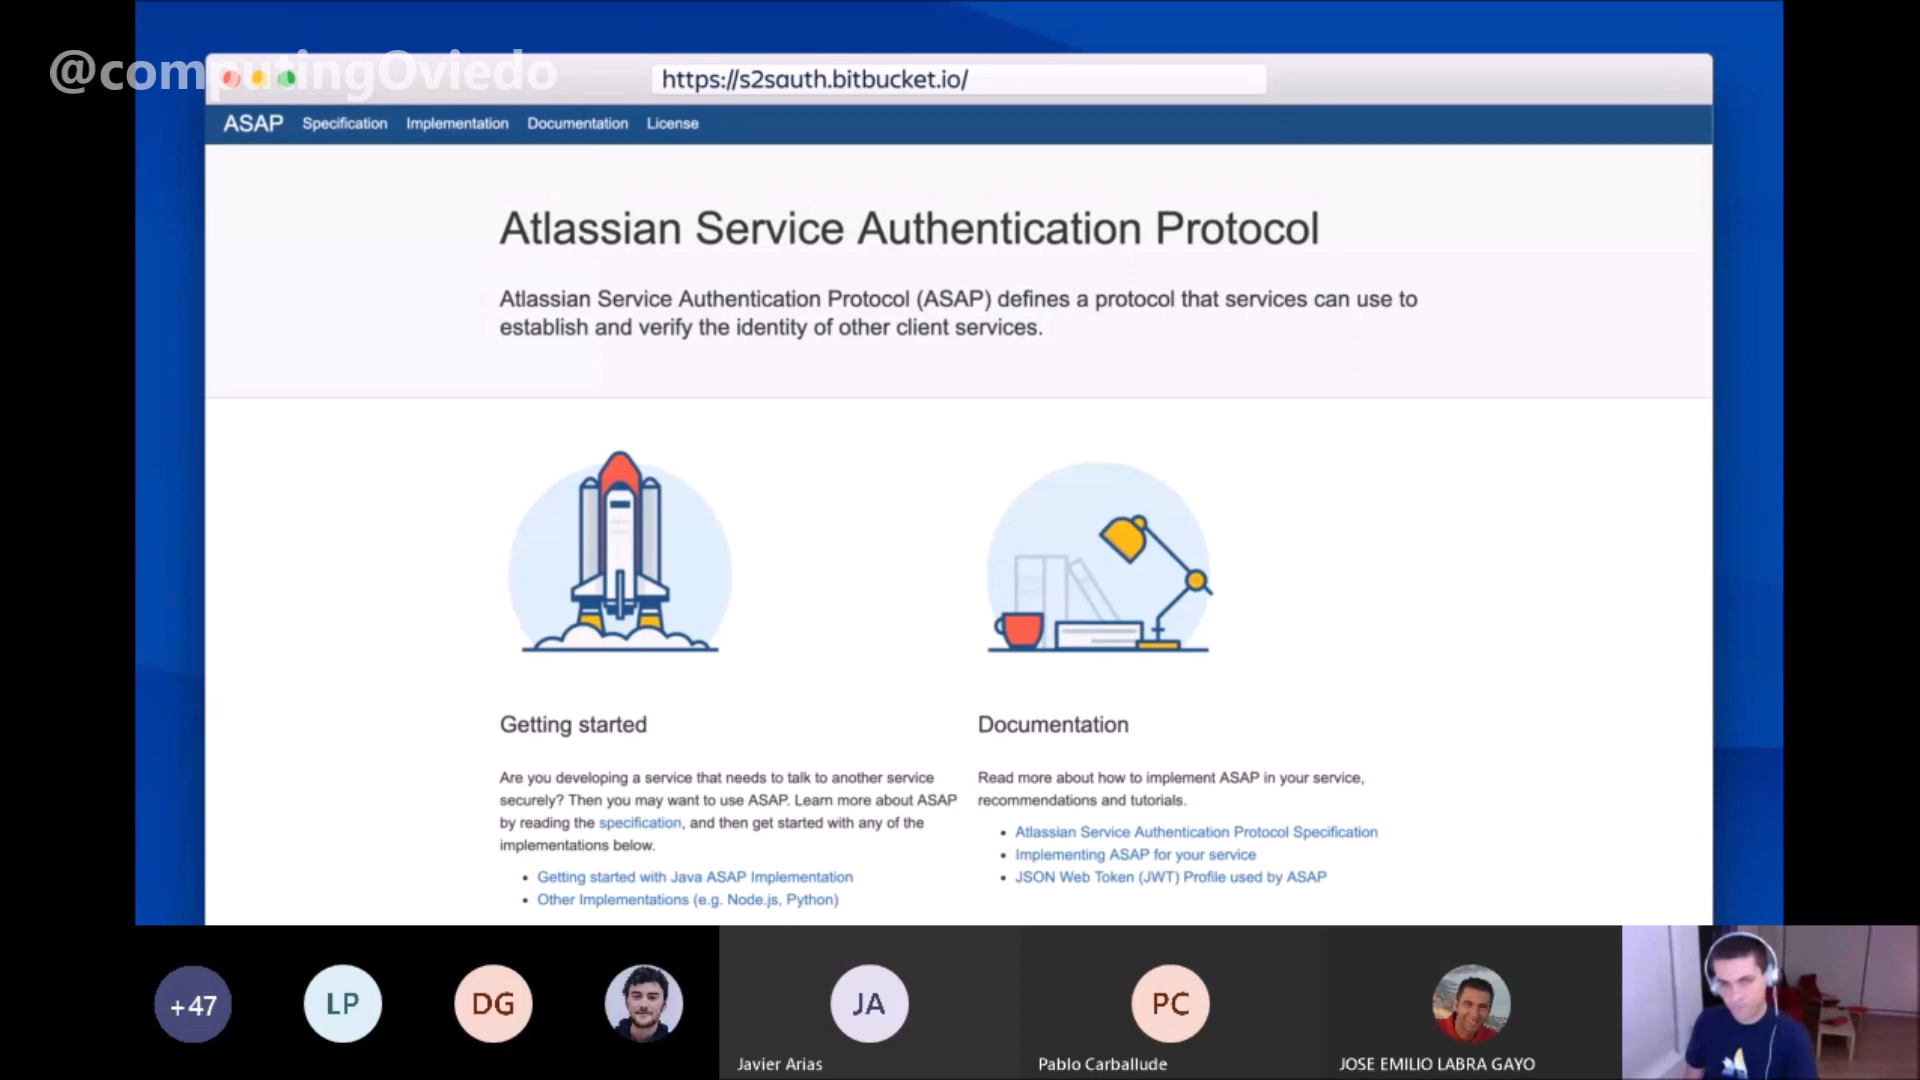 @computingOviedo
https://s2sauth.bitbucket.io/
ASAP Specification Implementation Documentation License
Atlassian Service Authentication Protocol
Atlassian Service Authentication Protocol (ASAP) defines a protocol that services can use to
establish and verify the identity of other client services.
Getting started
Are you developing a service that needs to talk to another service
securely? Then you may want to use ASAP. Learn more about ASAP
by reading the specification, and then get started with any of the
implementations below.
• Getting started with Java ASAP Implementation
• Other Implementations (e.g. Node.js, Python)
Documentation
Read more about how to implement ASAP in your service,
recommendations and tutorials.
• Atlassian Service Authentication Protocol Specification
• Implementing ASAP for your service
• JSON Web Token (JWT) Profile used by ASAP
+47
LP
DG
JA
Javier Arias
PC
Pablo Carballude
JOSE EMILIO LABRA GAYO